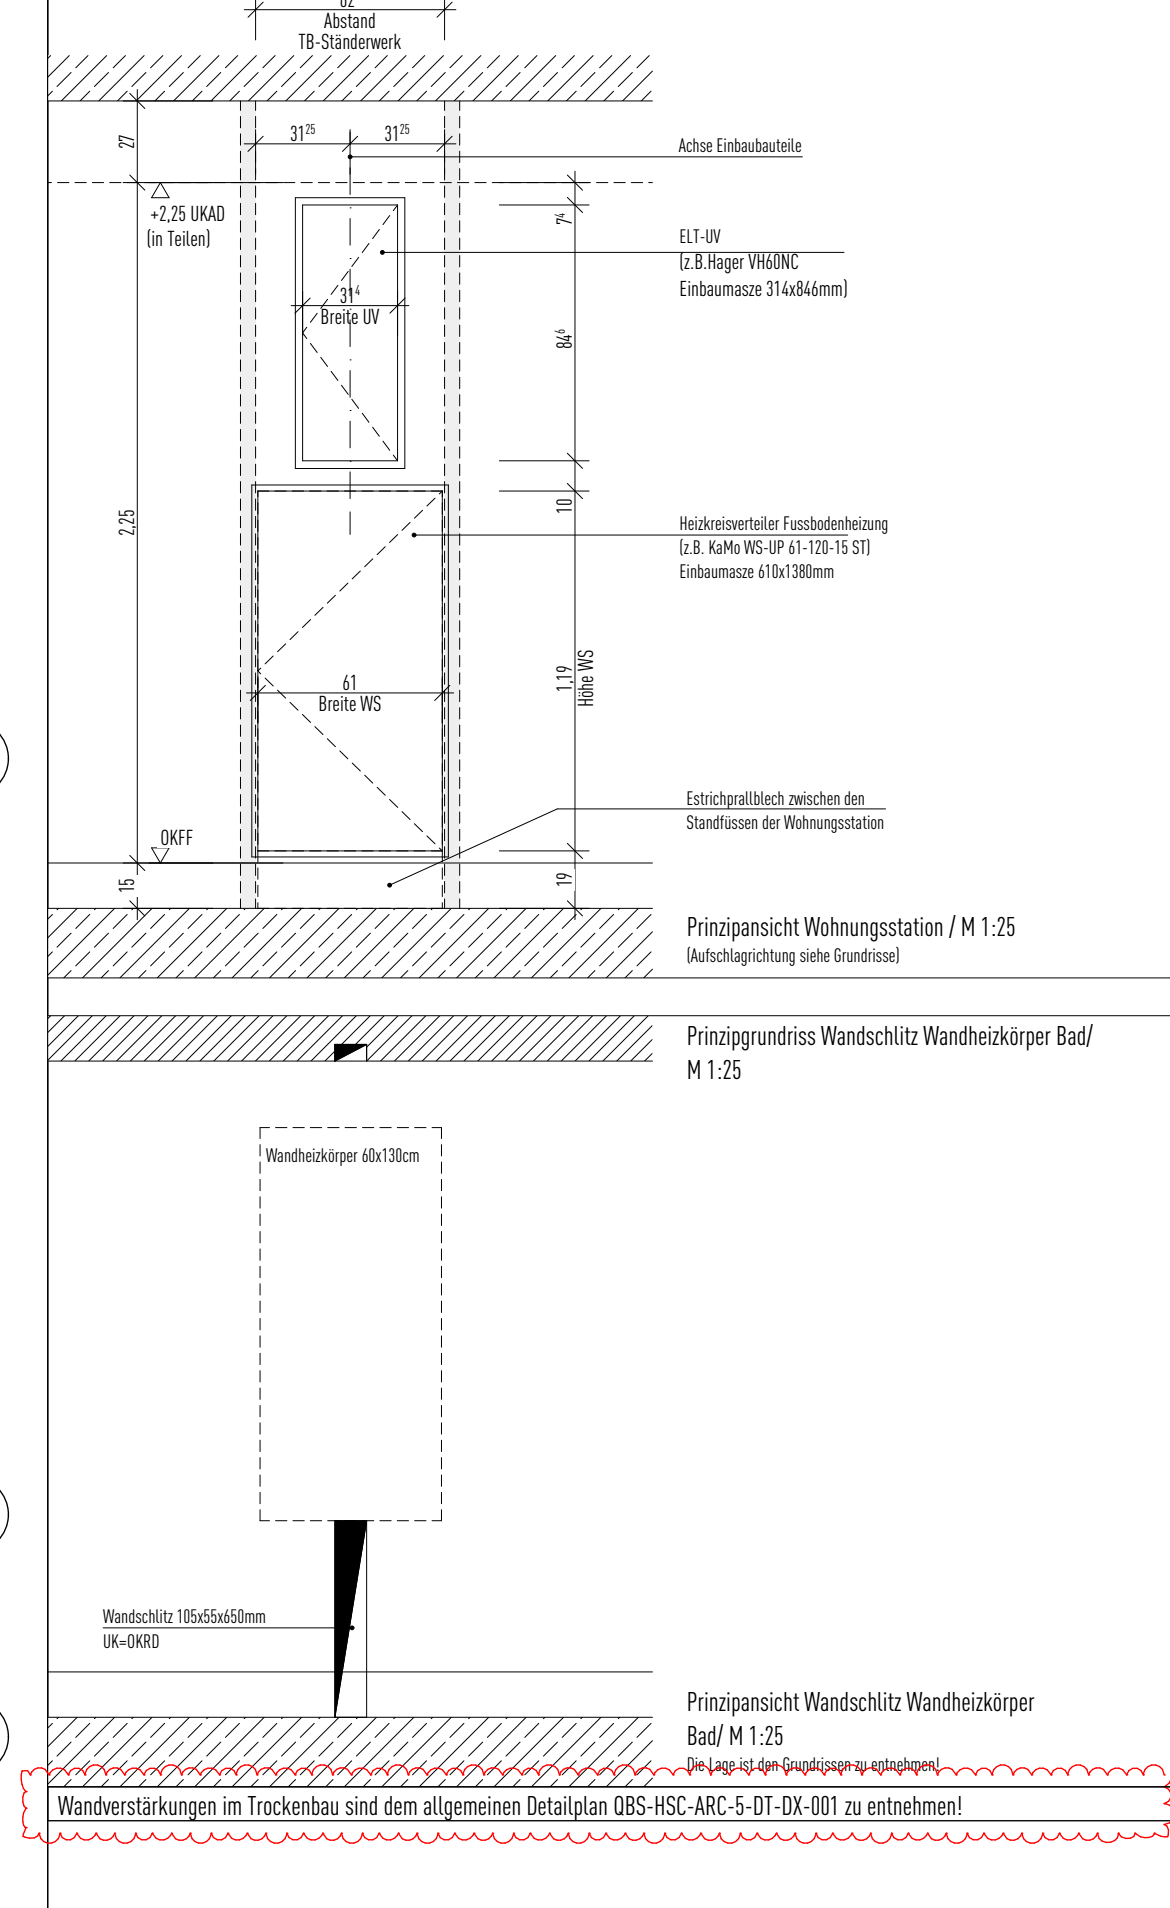 Abstand
TB-Ständerwerk
27
31²⁵
31²⁵
Achse Einbaubauteile
+2,25 UKAD
(in Teilen)
7⁴
ELT-UV
(z.B.Hager VH60NC
Einbaumasze 314x846mm)
31⁴
Breite UV
84⁶
2,25
10
Heizkreisverteiler Fussbodenheizung
(z.B. KaMo WS-UP 61-120-15 ST)
Einbaumasze 610x1380mm
61
Breite WS
1,19
Höhe WS
Estrichprallblech zwischen den
Standfüssen der Wohnungsstation
OKFF
15
19
Prinzipansicht Wohnungsstation / M 1:25
(Aufschlagrichtung siehe Grundrisse)
Prinzipgrundriss Wandschlitz Wandheizkörper Bad/
M 1:25
Wandheizkörper 60x130cm
Wandschlitz 105x55x650mm
UK=OKRD
Prinzipansicht Wandschlitz Wandheizkörper
Bad/ M 1:25
Die Lage ist den Grundrissen zu entnehmen!
Wandverstärkungen im Trockenbau sind dem allgemeinen Detailplan QBS-HSC-ARC-5-DT-DX-001 zu entnehmen!